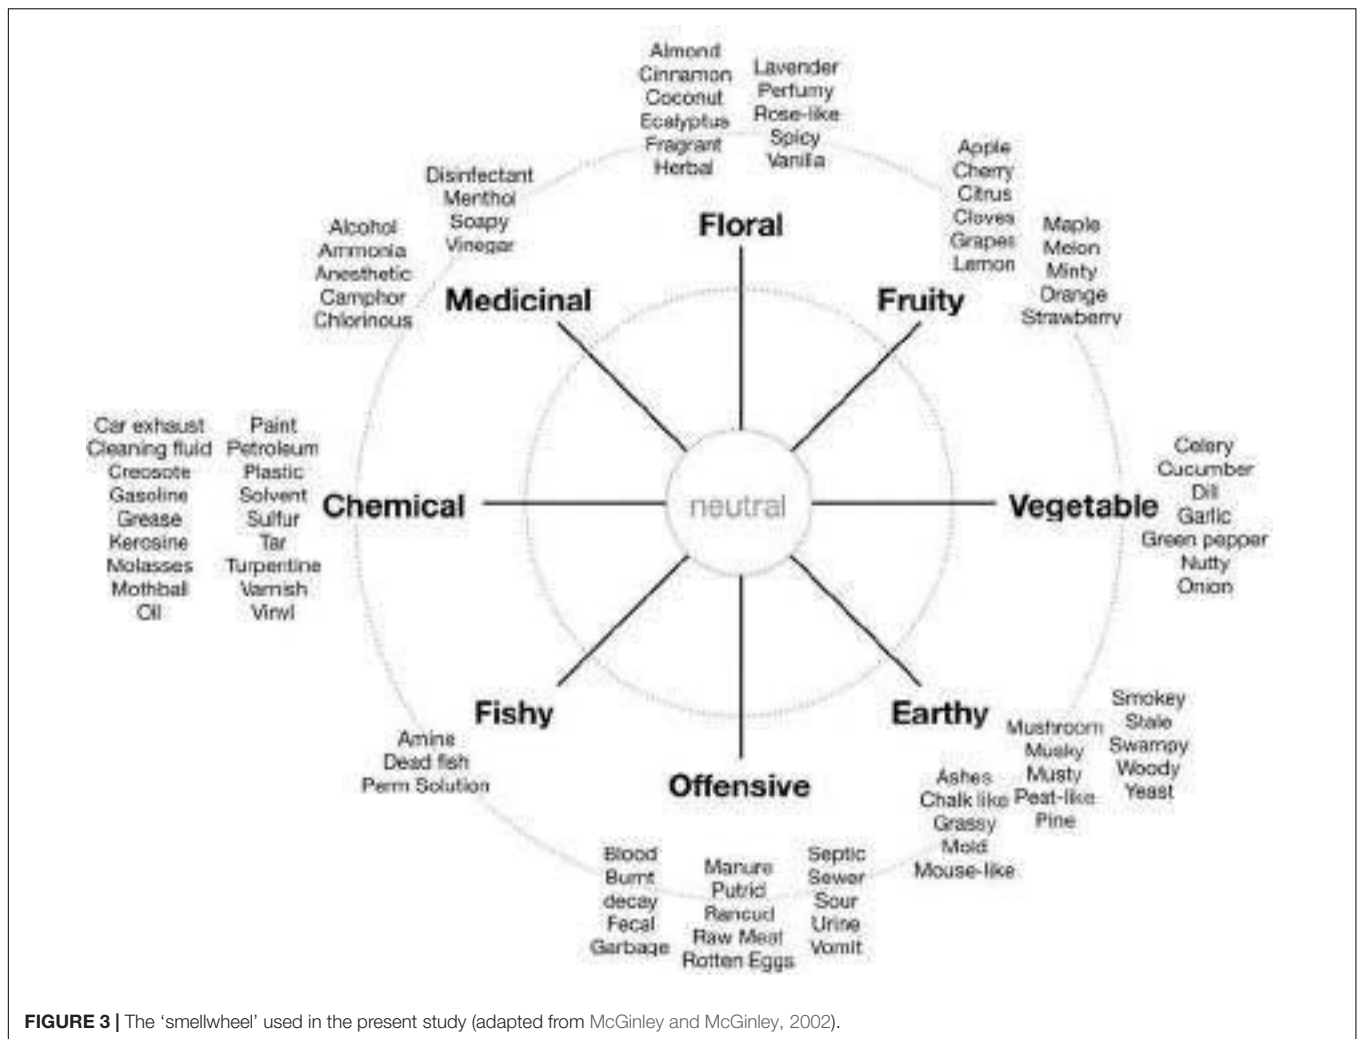 Almond
Cinnamon
Coconut
Ecalyptus
Fragrant
Herbal
Lavender
Perfumy
Rose-like
Spicy
Vanilla
Floral
Apple
Cherry
Citrus
Cloves
Grapes
Lemon
Maple
Melon
Minty
Orange
Strawberry
Fruity
Disinfectant
Menthol
Soapy
Vinegar
Alcohol
Ammonia
Anesthetic
Camphor
Chlorinous
Medicinal
Car exhaust
Cleaning fluid
Creosote
Gasoline
Grease
Kerosine
Molasses
Mothball
Oil
Paint
Petroleum
Plastic
Solvent
Sulfur
Tar
Turpentine
Varnish
Vinyl
Chemical
neutral
Vegetable
Celery
Cucumber
Dill
Garlic
Green pepper
Nutty
Onion
Fishy
Amine
Dead fish
Perm Solution
Offensive
Blood
Burnt
decay
Fecal
Garbage
Manure
Putrid
Rancud
Raw Meat
Rotten Eggs
Septic
Sewer
Sour
Urine
Vomit
Earthy
Ashes
Chalk like
Grassy
Mold
Mouse-like
Mushroom
Musky
Musty
Peat-like
Pine
Smokey
Stale
Swampy
Woody
Yeast
FIGURE 3 | The ‘smellwheel’ used in the present study (adapted from McGinley and McGinley, 2002).